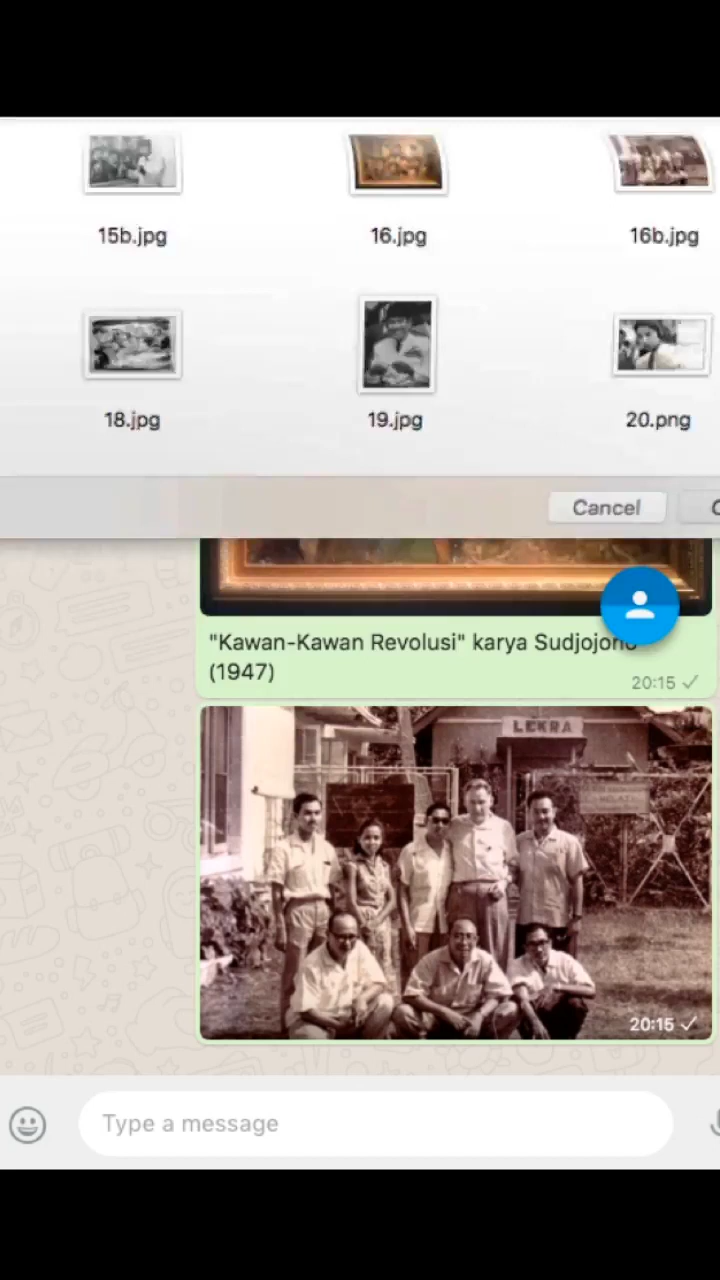 15b.jpg
16.jpg
16b.jpg
18.jpg
19.jpg
20.png
Cancel
"Kawan-Kawan Revolusi" karya Sudjojono
(1947)
20:15
LEKRA
20:15
Type a message